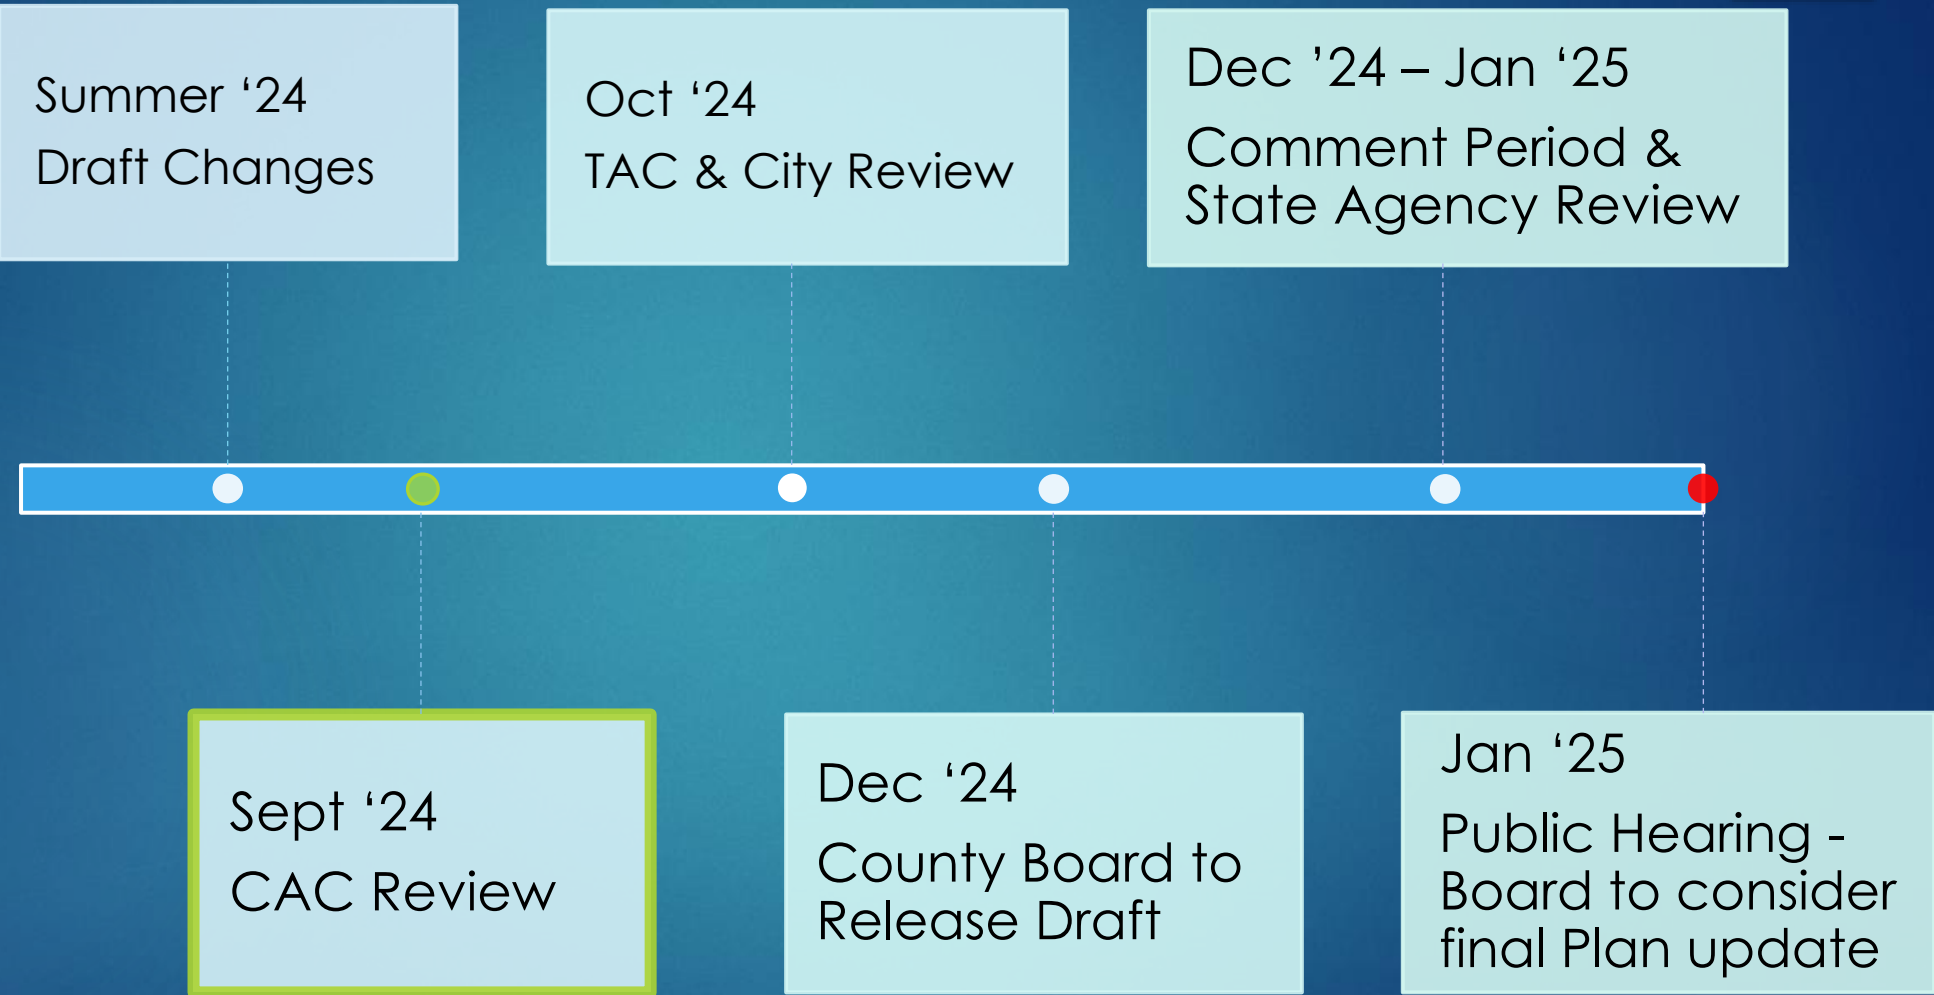 Summer ‘24
Draft Changes
Oct ‘24
TAC & City Review
Dec ’24 – Jan ‘25
Comment Period &
State Agency Review
Sept ‘24
CAC Review
Dec ‘24
County Board to
Release Draft
Jan ‘25
Public Hearing -
Board to consider
final Plan update